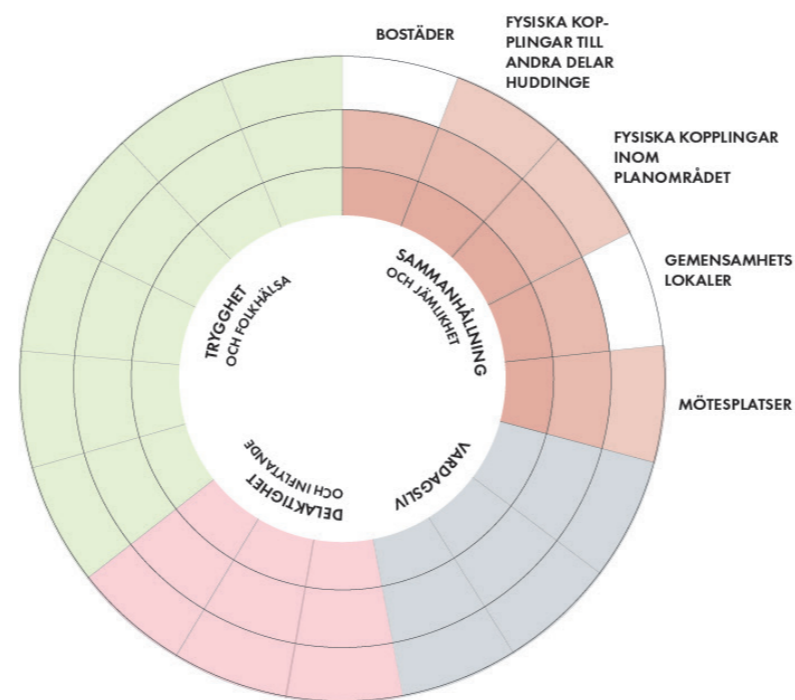 BOSTÄDER
FYSISKA KOP-
PLINGAR TILL
ANDRA DELAR
HUDDINGE
FYSISKA KOPPLINGAR
INOM
PLANOMRÅDET
GEMENSAMHETS
LOKALER
MÖTESPLATSER
SAMMANHÅLLNING
OCH JÄMLIKHET
TRYGGHET
OCH FOLKHÄLSA
VARDAGSLIV
DELAKTIGHET
OCH INFLYTANDE